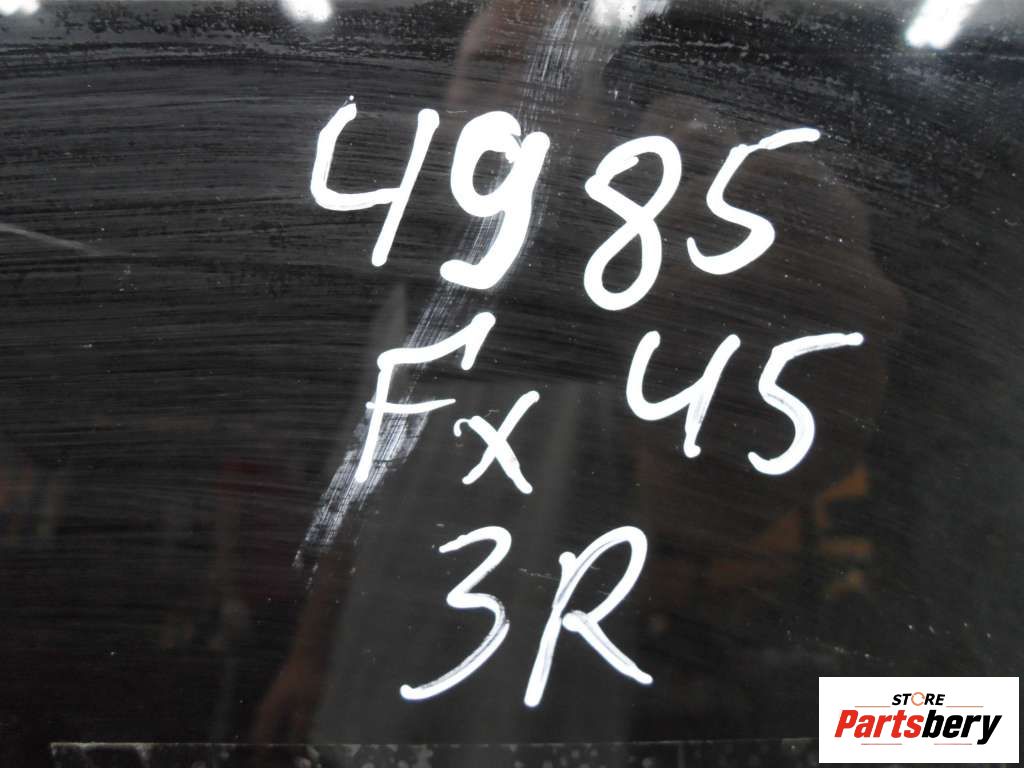 4985
Fx 45
3R
STORE
Partsbery